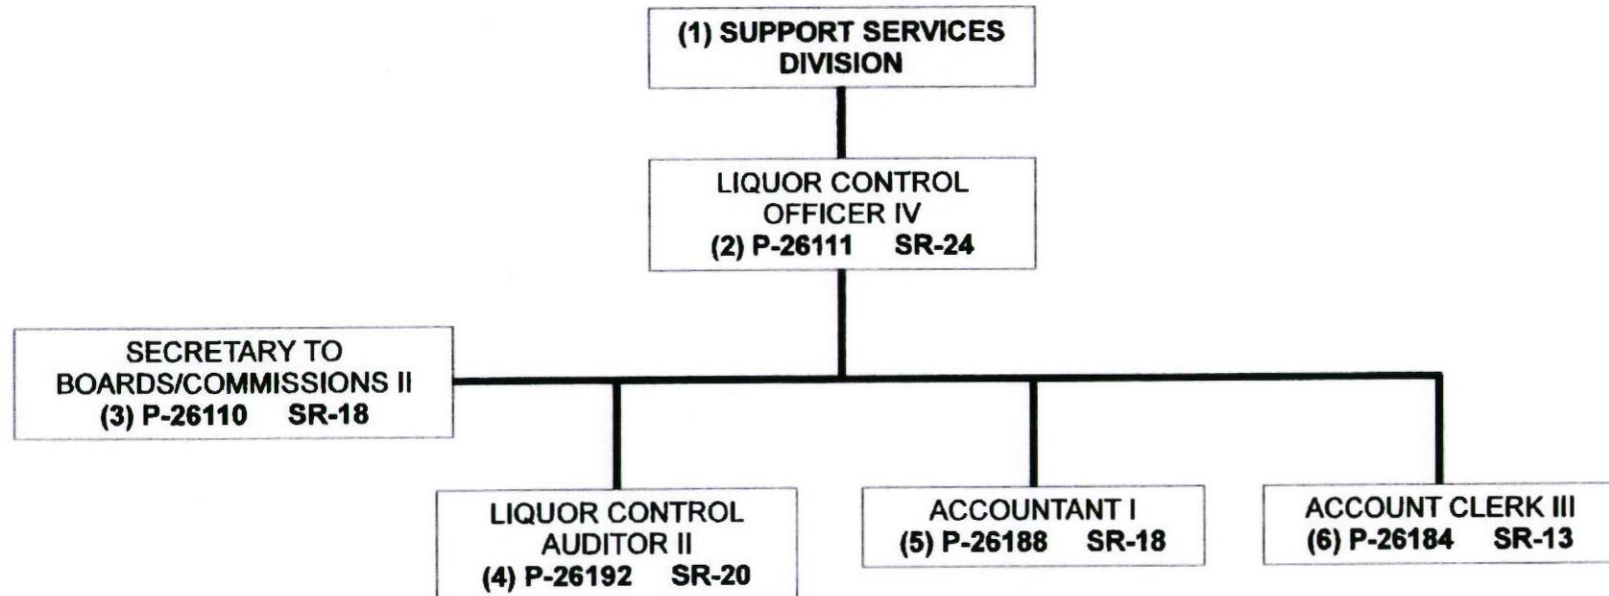 (1) SUPPORT SERVICES
DIVISION
LIQUOR CONTROL
OFFICER IV
(2) P-26111 SR-24
SECRETARY TO
BOARDS/COMMISSIONS II
(3) P-26110 SR-18
LIQUOR CONTROL
AUDITOR II
(4) P-26192 SR-20
ACCOUNTANT I
(5) P-26188 SR-18
ACCOUNT CLERK III
(6) P-26184 SR-13